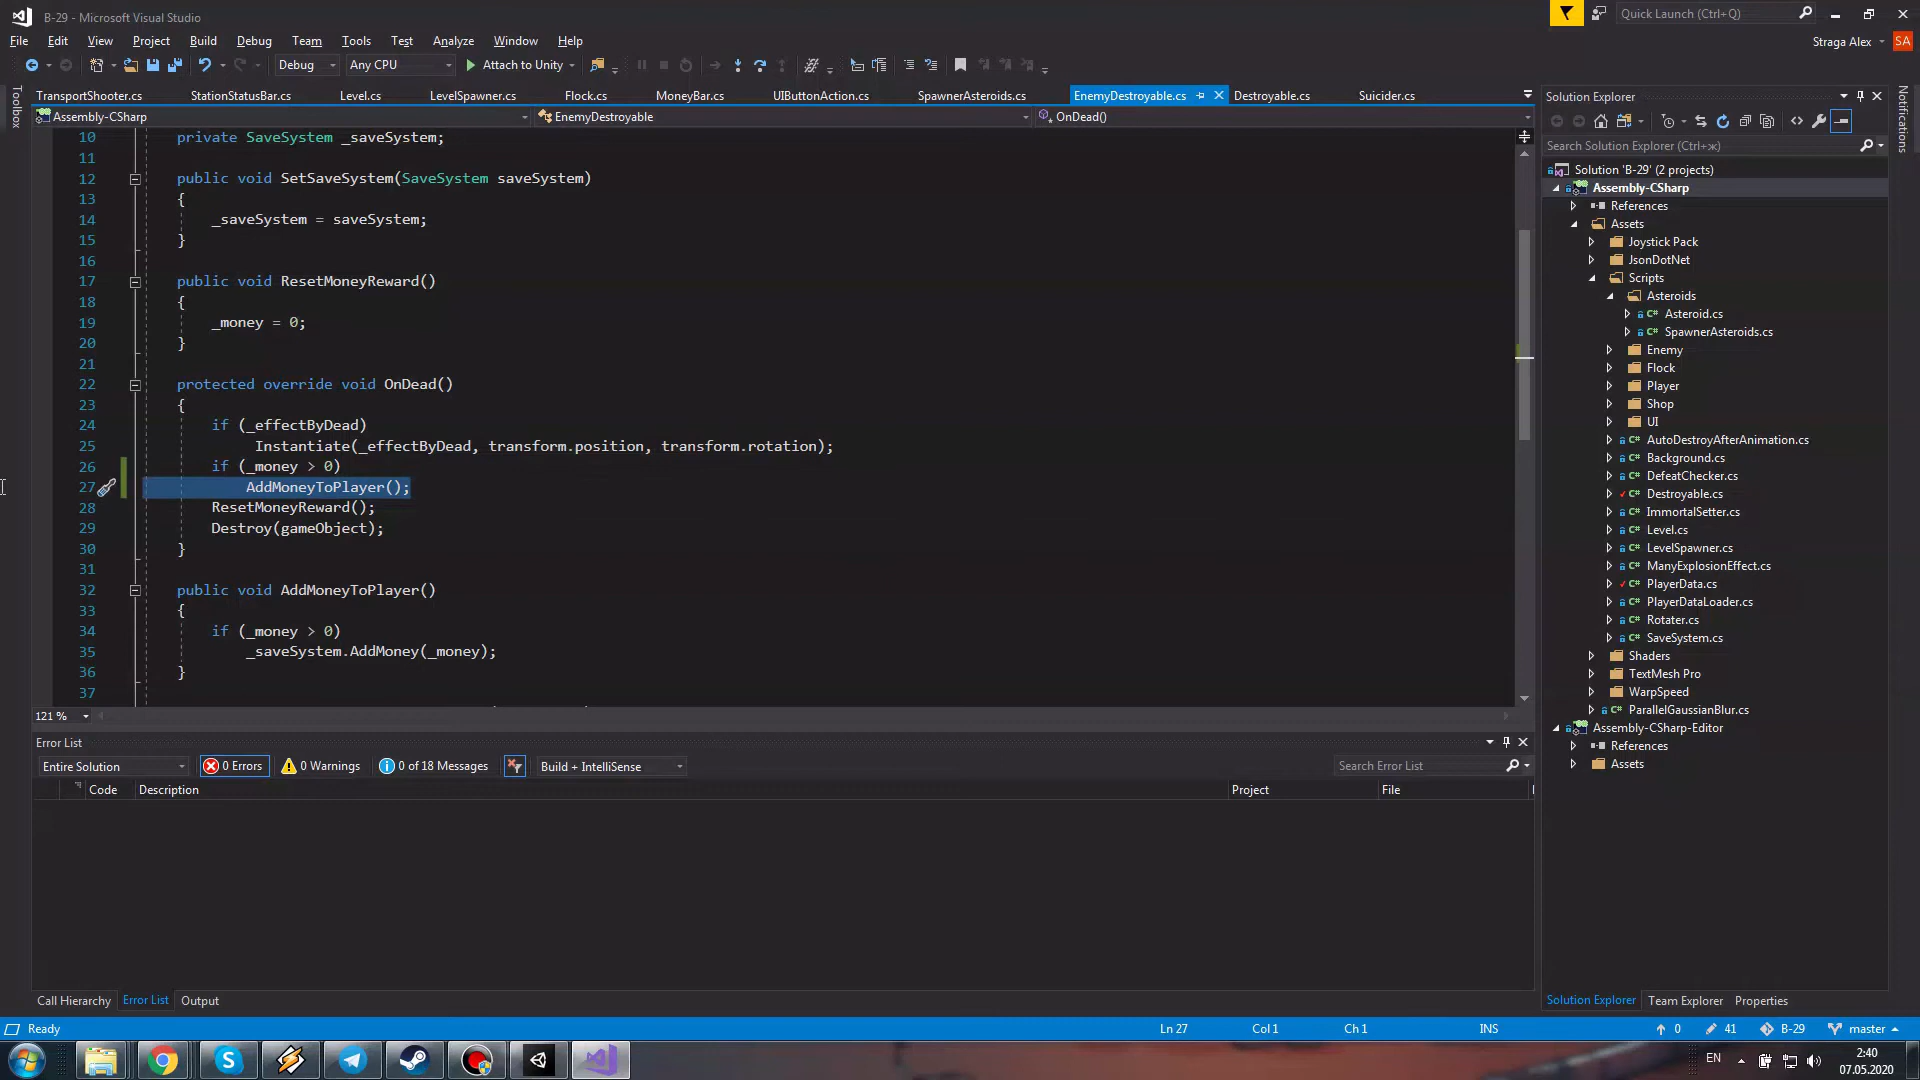 B-29 - Microsoft Visual Studio
Quick Launch (Ctrl+Q)
File Edit View Project Build Debug Team Tools Test Analyze Window Help
Straga Alex SA
Debug Any CPU Attach to Unity
Toolbox
TransportShooter.cs StationStatusBar.cs Level.cs LevelSpawner.cs Flock.cs MoneyBar.cs UIButtonAction.cs SpawnerAsteroids.cs EnemyDestroyable.cs Destroyable.cs Suicider.cs
Assembly-CSharp EnemyDestroyable OnDead()
10 private SaveSystem _saveSystem;
11
12 public void SetSaveSystem(SaveSystem saveSystem)
13 {
14 _saveSystem = saveSystem;
15 }
16
17 public void ResetMoneyReward()
18 {
19 _money = 0;
20 }
21
22 protected override void OnDead()
23 {
24 if (_effectByDead)
25 Instantiate(_effectByDead, transform.position, transform.rotation);
26 if (_money > 0)
27 AddMoneyToPlayer();
28 ResetMoneyReward();
29 Destroy(gameObject);
30 }
31
32 public void AddMoneyToPlayer()
33 {
34 if (_money > 0)
35 _saveSystem.AddMoney(_money);
36 }
37
121 %
Error List
Entire Solution 0 Errors 0 Warnings 0 of 18 Messages Build + IntelliSense Search Error List
Code Description Project File
Call Hierarchy Error List Output
Solution Explorer
Notifications
Search Solution Explorer (Ctrl+ж)
Solution 'B-29' (2 projects)
Assembly-CSharp
References
Assets
Joystick Pack
JsonDotNet
Scripts
Asteroids
C# Asteroid.cs
C# SpawnerAsteroids.cs
Enemy
Flock
Player
Shop
UI
C# AutoDestroyAfterAnimation.cs
C# Background.cs
C# DefeatChecker.cs
C# Destroyable.cs
C# ImmortalSetter.cs
C# Level.cs
C# LevelSpawner.cs
C# ManyExplosionEffect.cs
C# PlayerData.cs
C# PlayerDataLoader.cs
C# Rotater.cs
C# SaveSystem.cs
Shaders
TextMesh Pro
WarpSpeed
C# ParallelGaussianBlur.cs
Assembly-CSharp-Editor
References
Assets
Solution Explorer Team Explorer Properties
Ready Ln 27 Col 1 Ch 1 INS 0 41 B-29 master
EN
2:40
07.05.2020